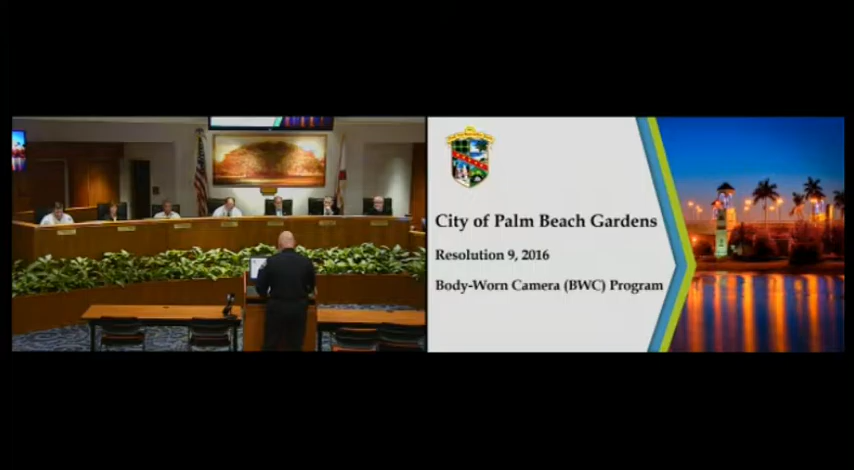 City of Palm Beach Gardens
Resolution 9, 2016
Body-Worn Camera (BWC) Program